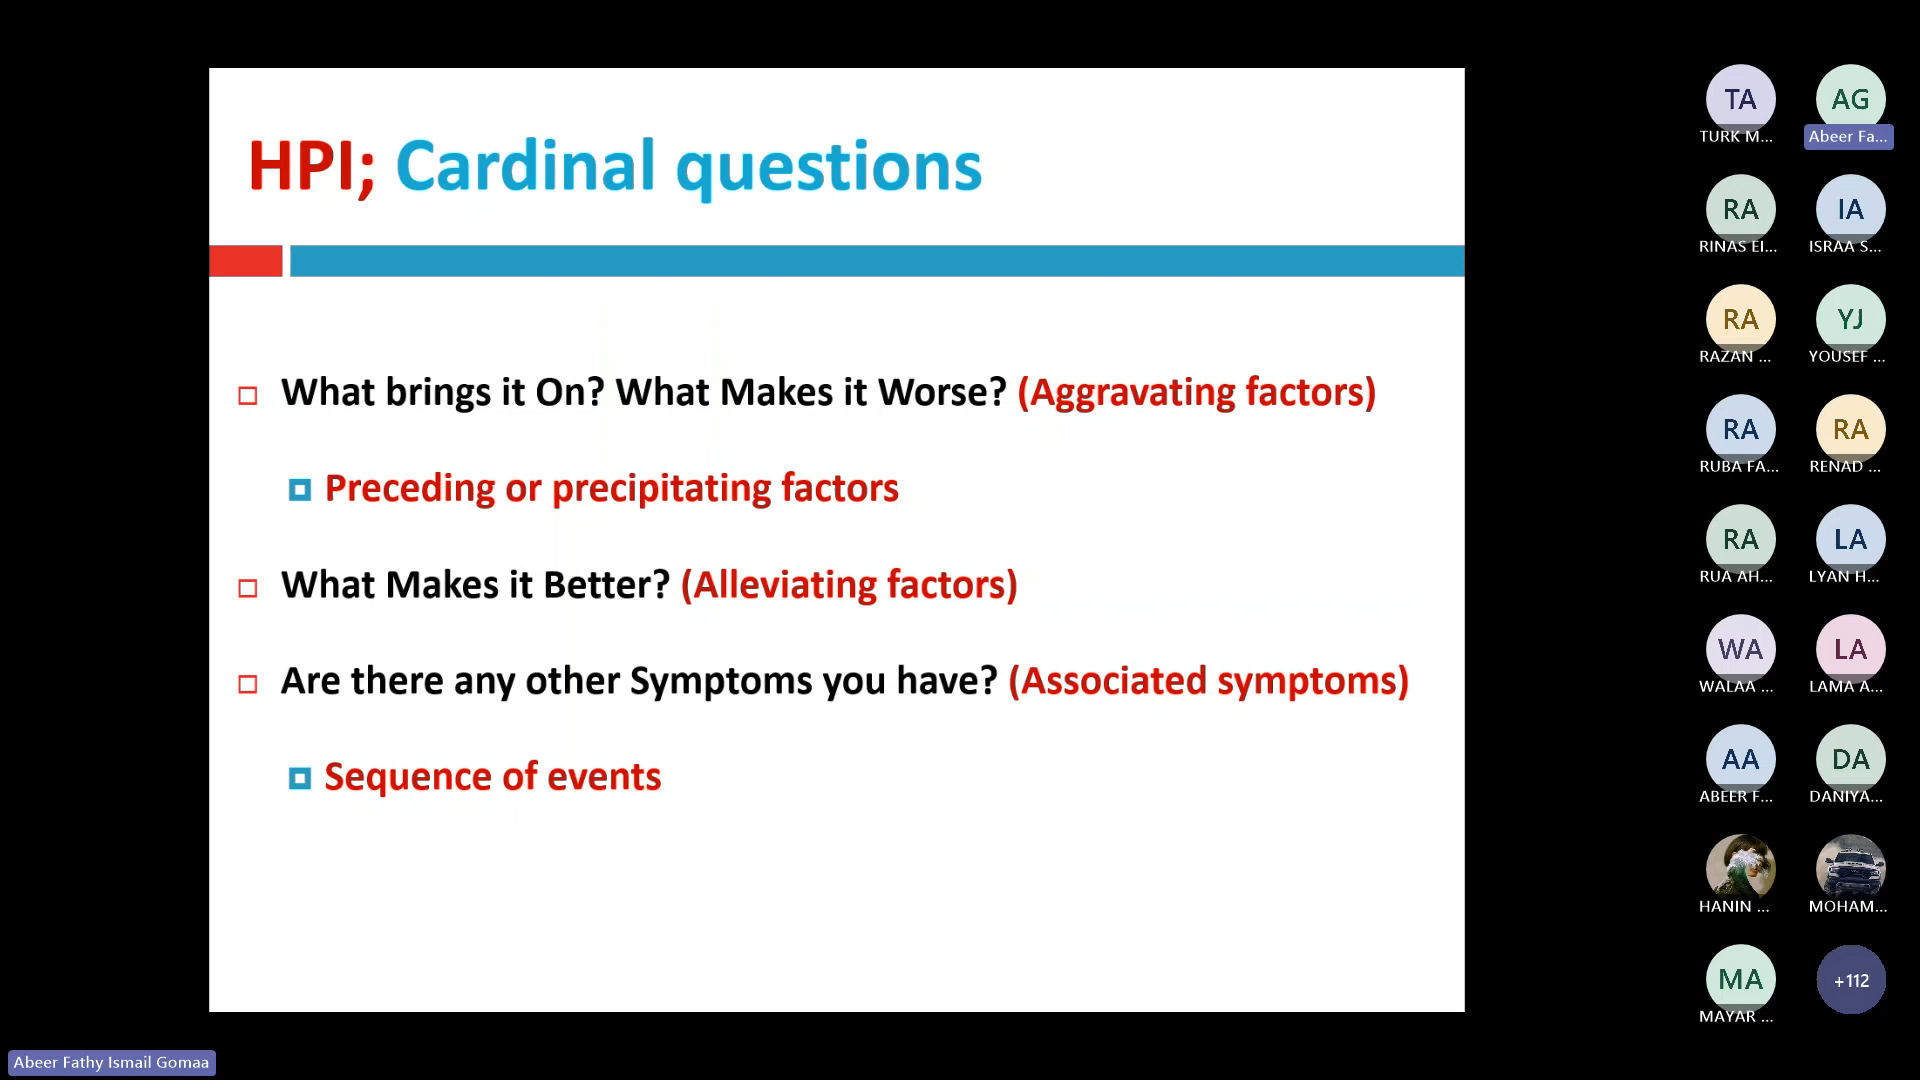 HPI; Cardinal questions
What brings it On? What Makes it Worse? (Aggravating factors)
Preceding or precipitating factors
What Makes it Better? (Alleviating factors)
Are there any other Symptoms you have? (Associated symptoms)
Sequence of events
TA
TURK M...
AG
Abeer Fa...
RA
RINAS EI...
IA
ISRAA S...
RA
RAZAN ...
YJ
YOUSEF ...
RA
RUBA FA...
RA
RENAD ...
RA
RUA AH...
LA
LYAN H...
WA
WALAA ...
LA
LAMA A...
AA
ABEER F...
DA
DANIYA...
HANIN ...
MOHAM...
MA
MAYAR ...
+112
Abeer Fathy Ismail Gomaa